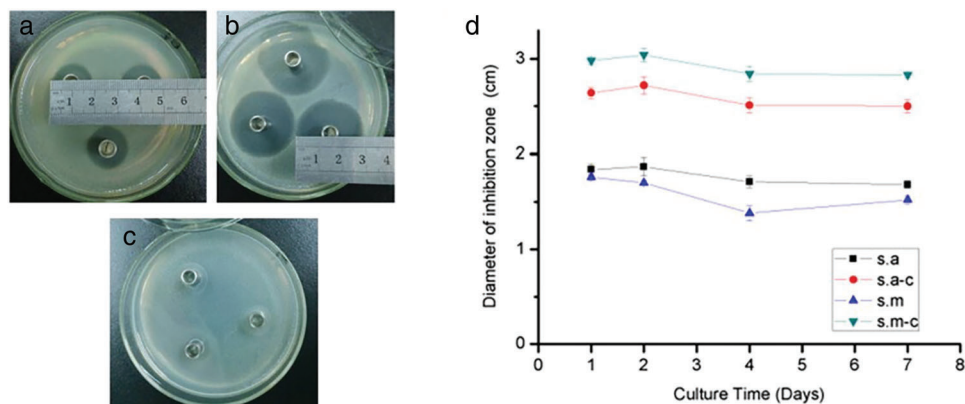 a
b
c
d
1 2 3 4 5 6
1 2 3 4
Diameter of inhibition zone (cm)
3
2
1
0
0 1 2 3 4 5 6 7 8
Culture Time (Days)
s.a
s.a-c
s.m
s.m-c